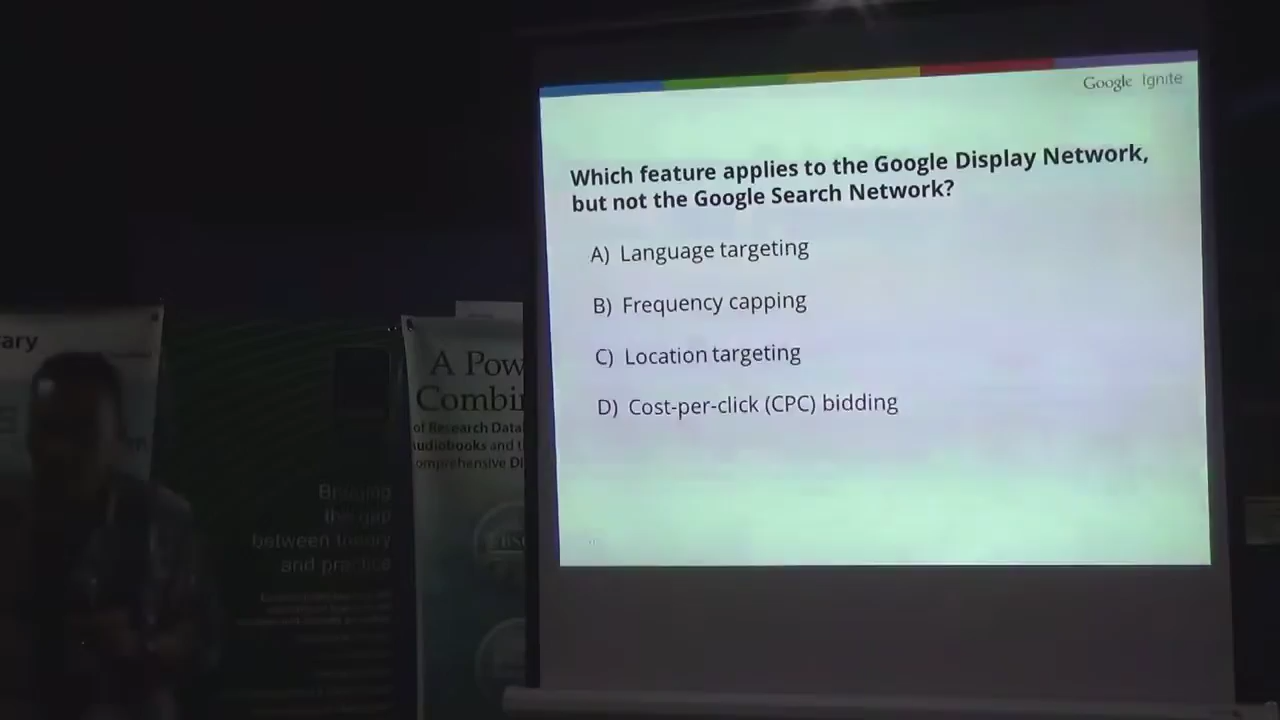 Google Ignite
Which feature applies to the Google Display Network,
but not the Google Search Network?
A) Language targeting
B) Frequency capping
C) Location targeting
D) Cost-per-click (CPC) bidding
ary
A Pow
Combi
of Research Data
udiobooks and
omprehensive Di
Bridging
the gap
between theory
and practice